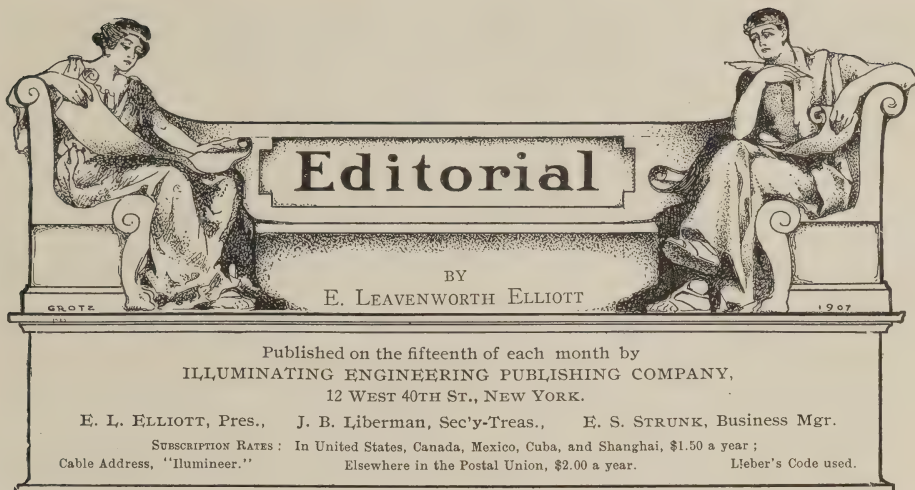 Editorial
BY
E. LEAVENWORTH ELLIOTT
GROTZ
1907
Published on the fifteenth of each month by
ILLUMINATING ENGINEERING PUBLISHING COMPANY,
12 WEST 40TH ST., NEW YORK.
E. L. ELLIOTT, Pres., J. B. Liberman, Sec'y-Treas., E. S. STRUNK, Business Mgr.
SUBSCRIPTION RATES: In United States, Canada, Mexico, Cuba, and Shanghai, $1.50 a year;
Cable Address, "Ilumineer." Elsewhere in the Postal Union, $2.00 a year. Lieber's Code used.